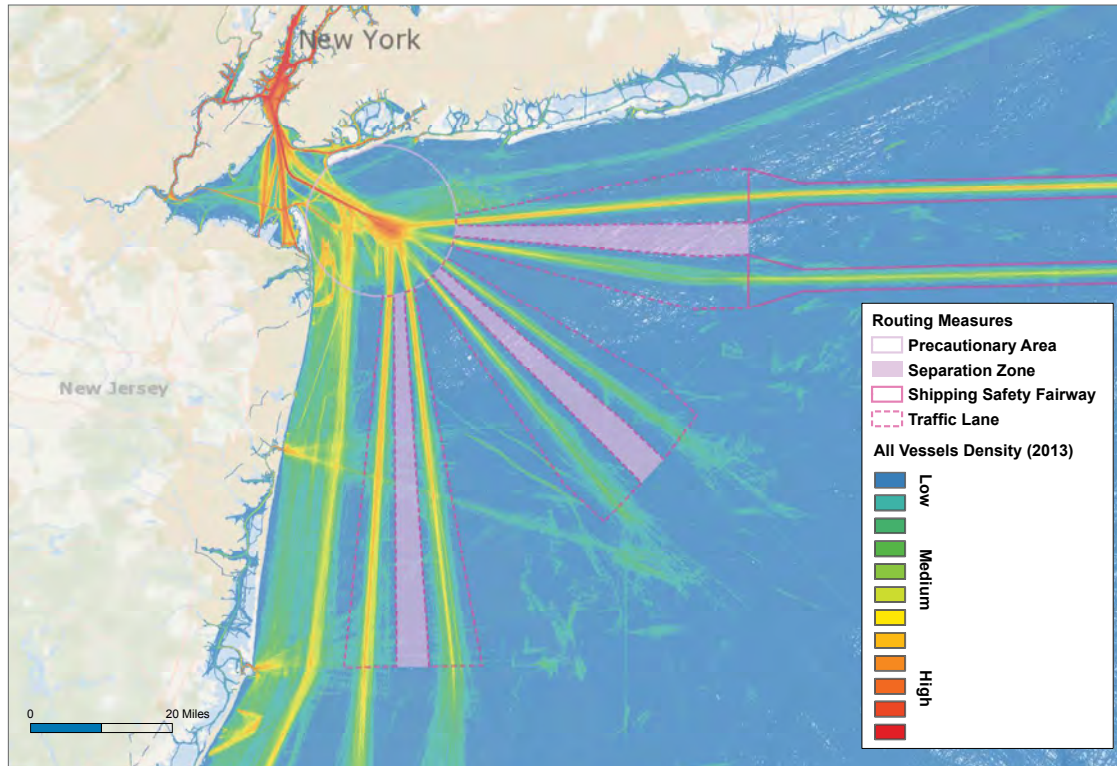 New York
New Jersey
0
20 Miles
Routing Measures
Precautionary Area
Separation Zone
Shipping Safety Fairway
Traffic Lane
All Vessels Density (2013)
Low
Medium
High